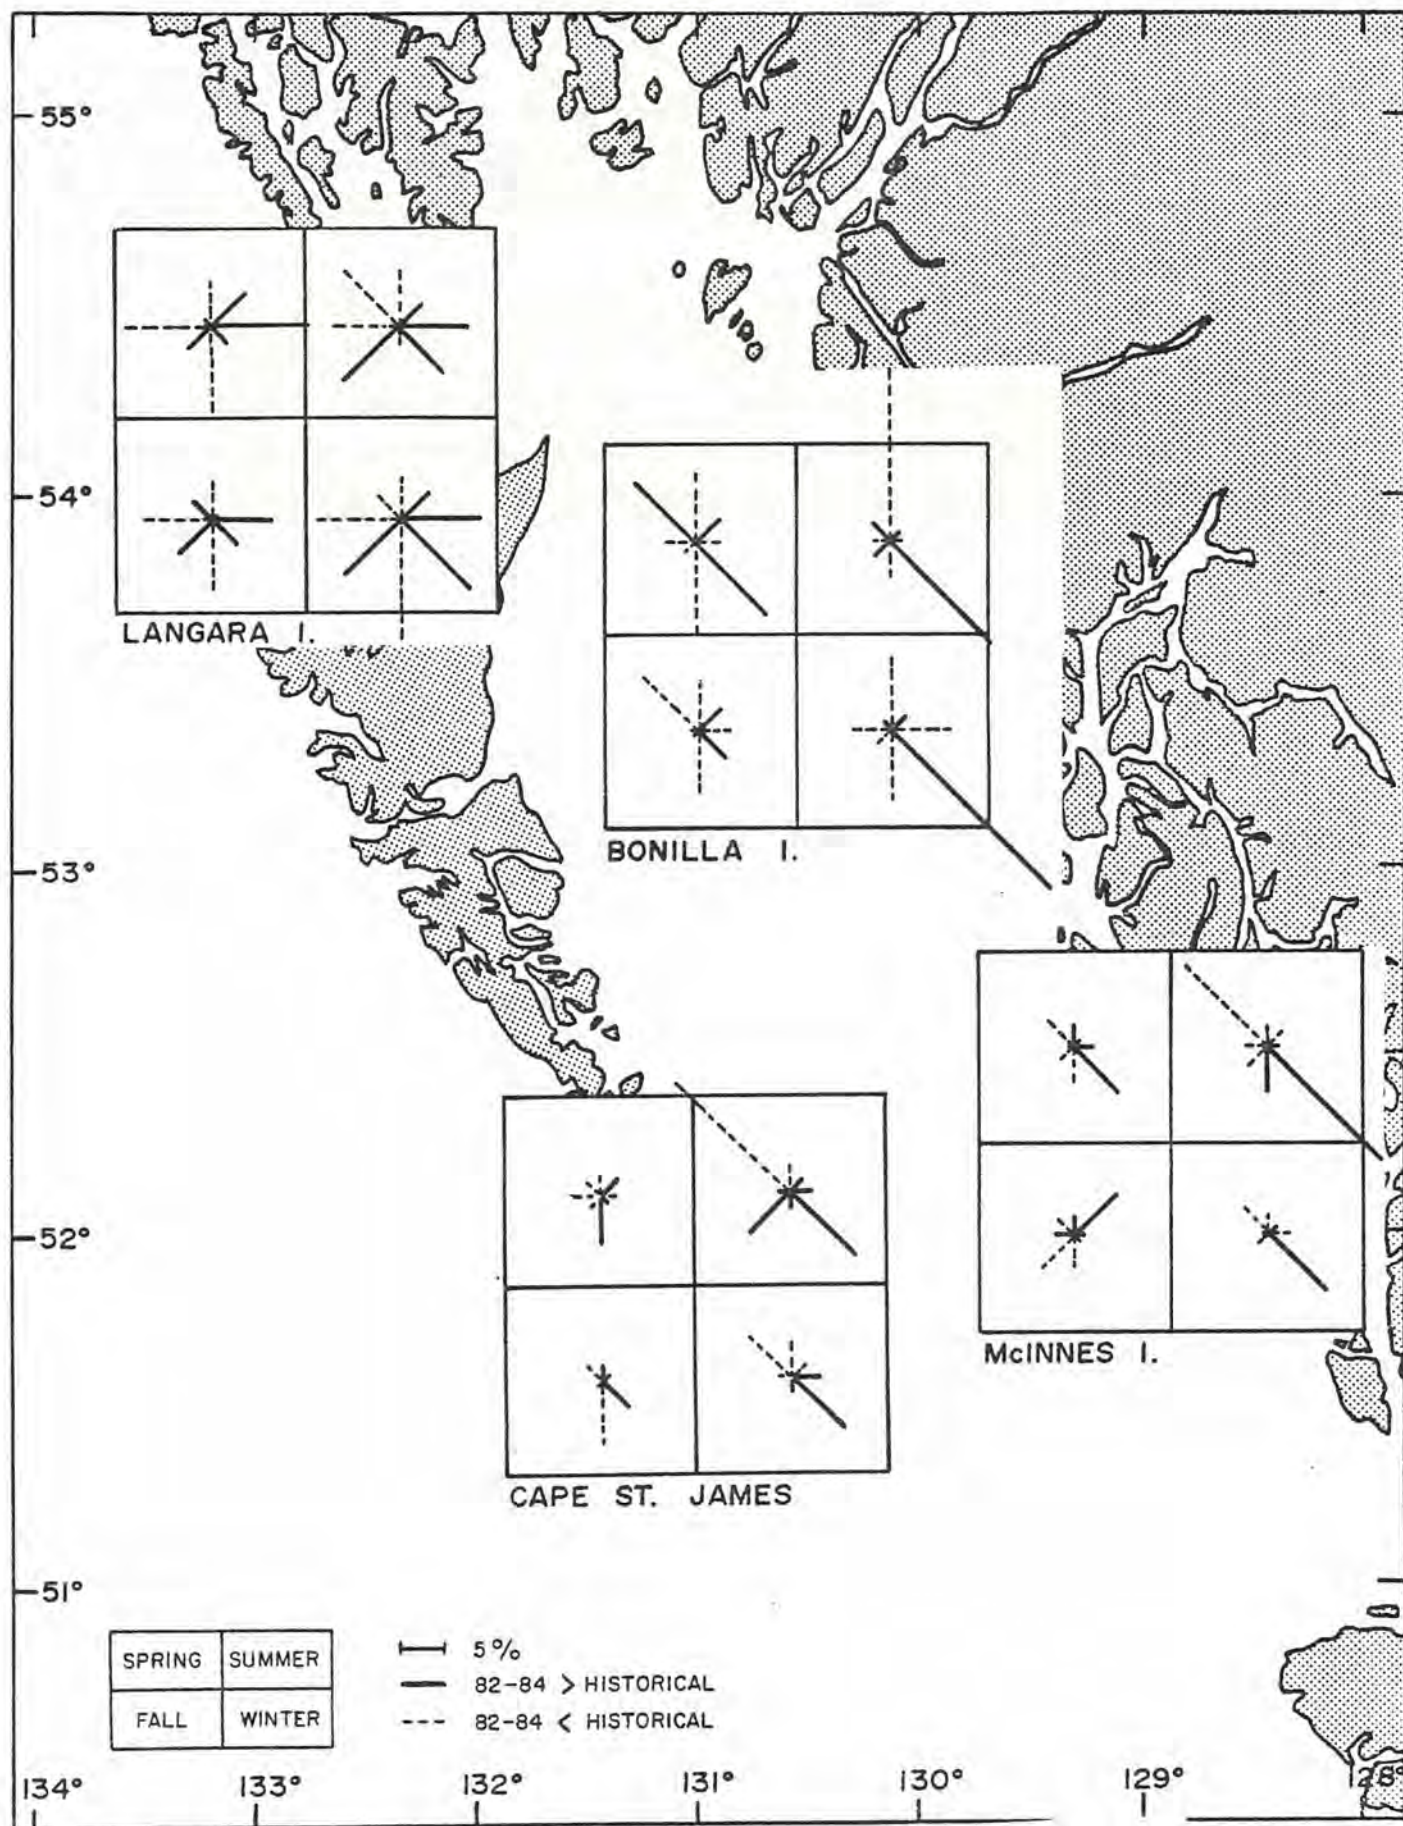 55°
LANGARA I.
54°
BONILLA I.
53°
McINNES I.
52°
CAPE ST. JAMES
51°
SPRING SUMMER
FALL WINTER
5%
82-84 > HISTORICAL
82-84 < HISTORICAL
134° 133° 132° 131° 130° 129° 128°